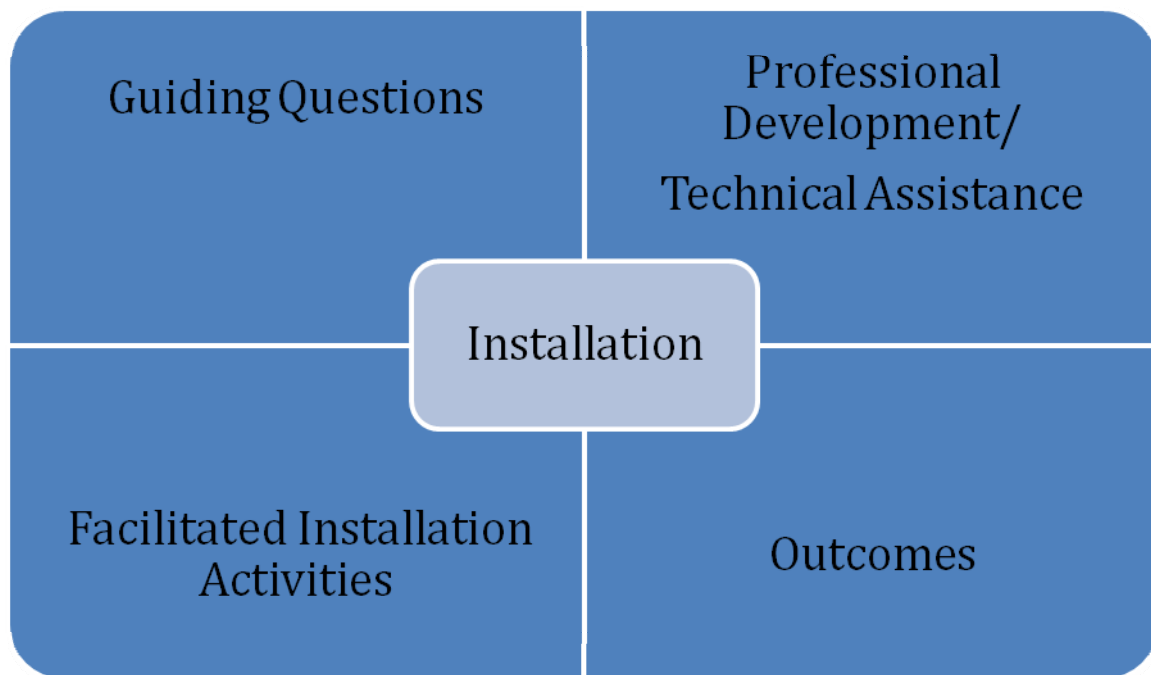 Guiding Questions
Professional
Development/
Technical Assistance
Installation
Facilitated Installation
Activities
Outcomes